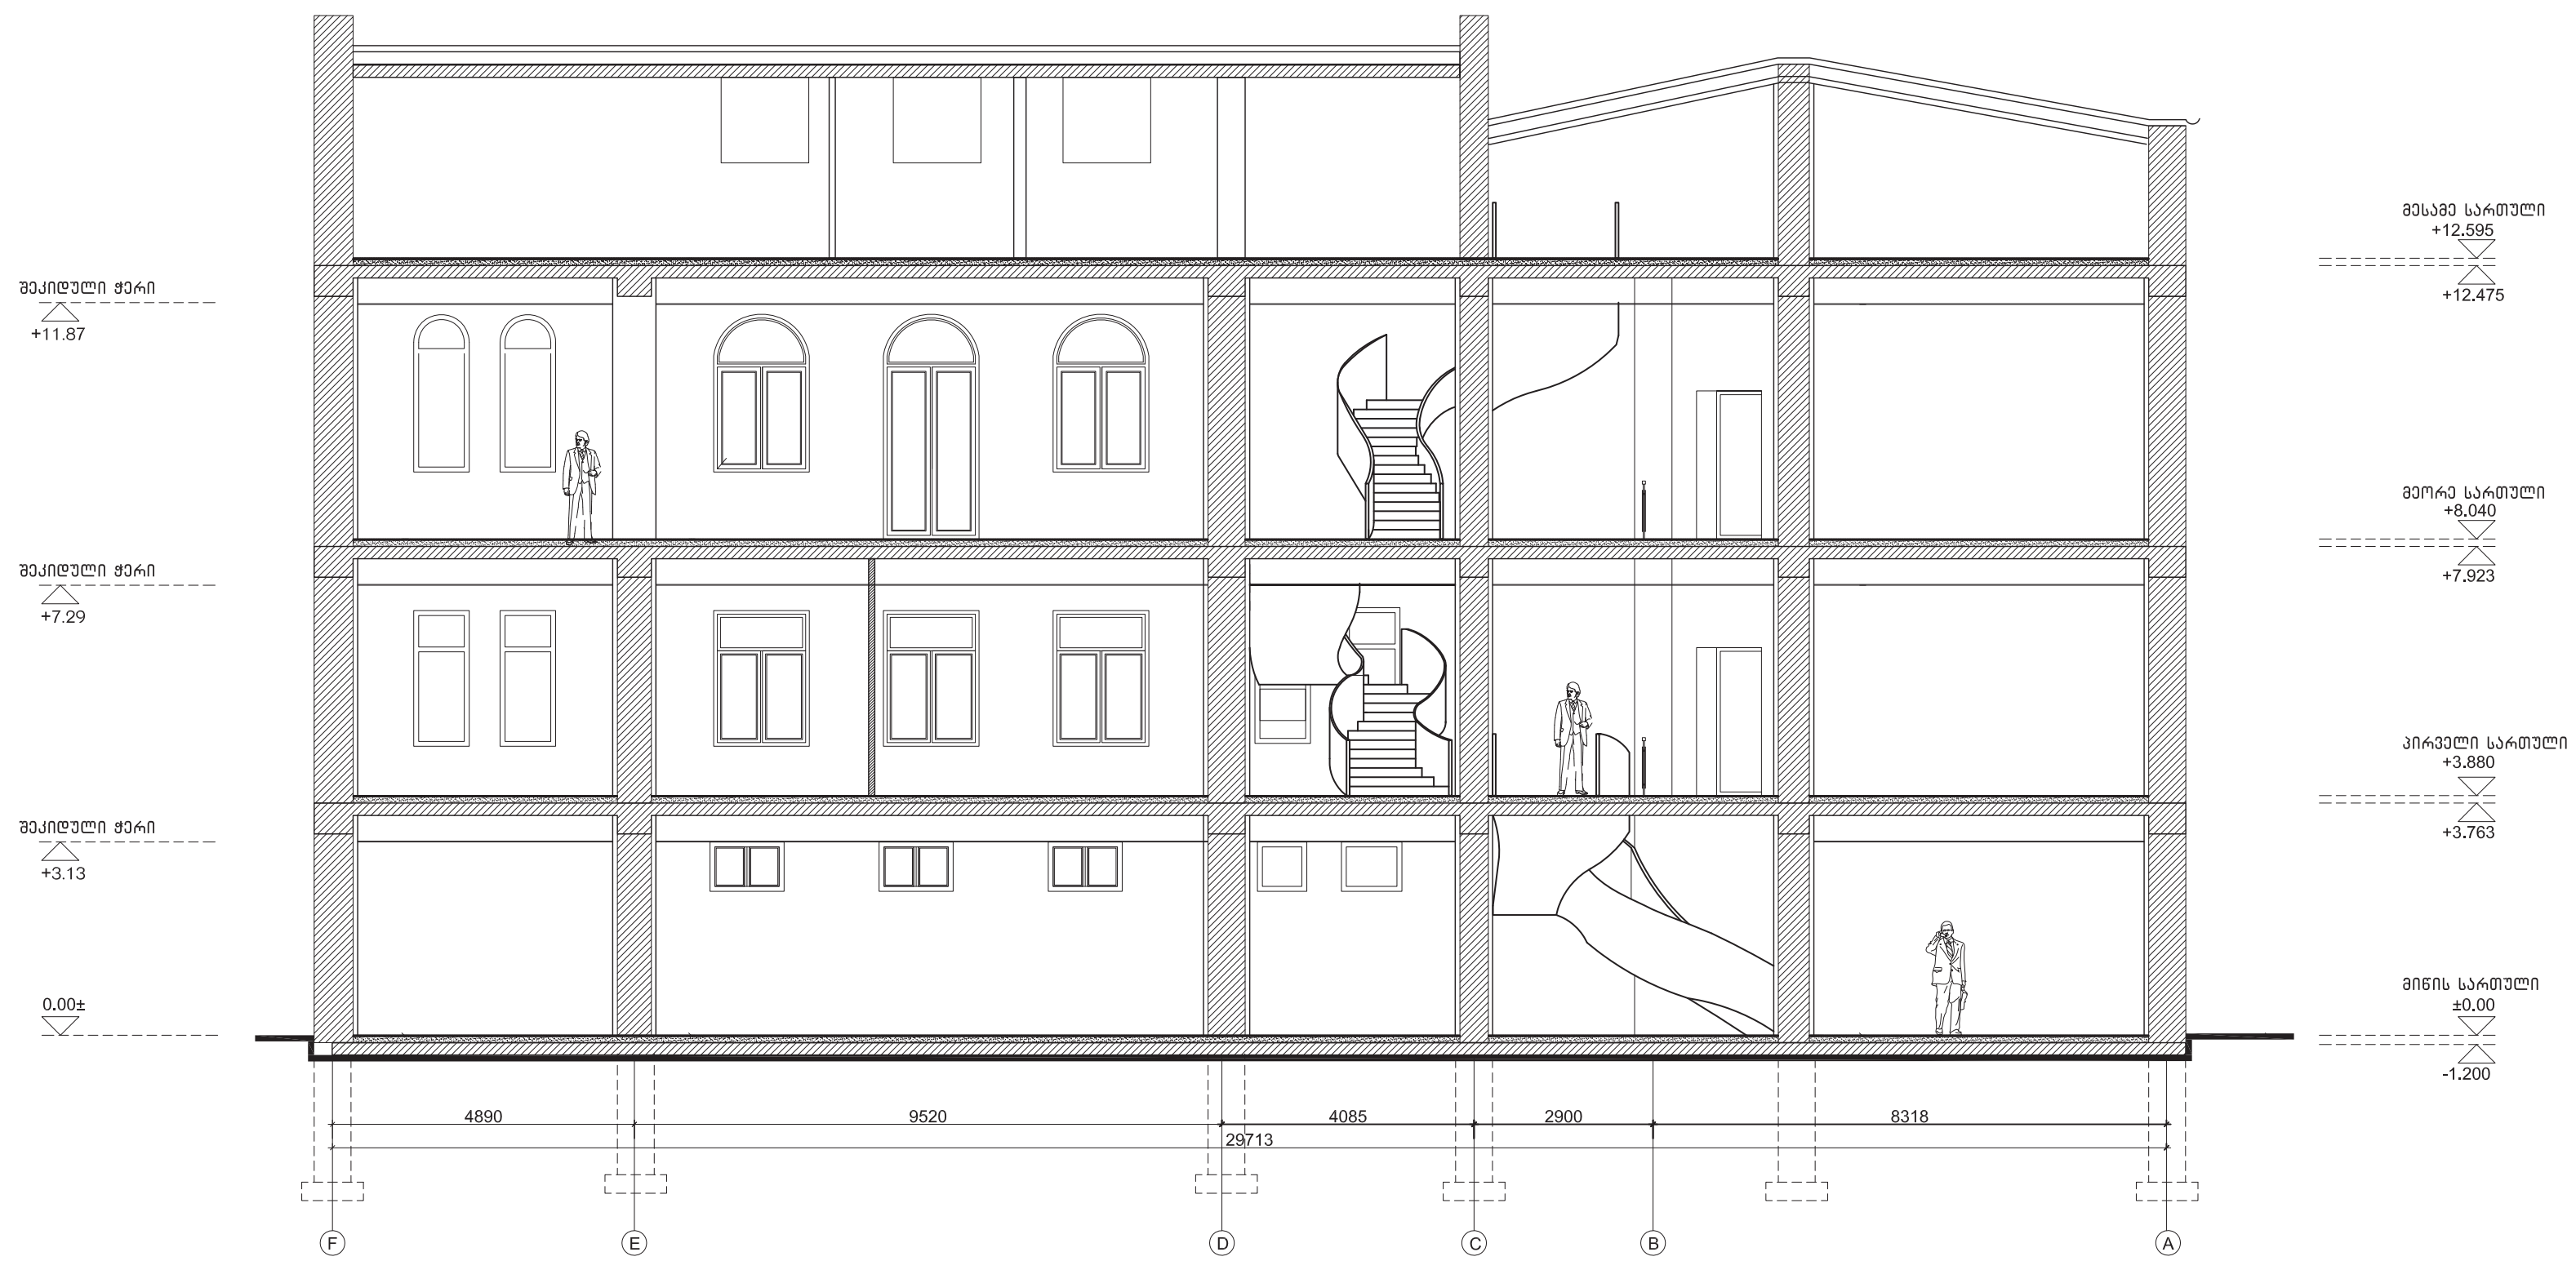 მესამე სართული
+12.595
+12.475
შეკიდული ჭერი
+11.87
მეორე სართული
+8.040
+7.923
შეკიდული ჭერი
+7.29
პირველი სართული
+3.880
+3.763
შეკიდული ჭერი
+3.13
0.00±
მიწის სართული
±0.00
-1.200
4890 9520 4085 2900 8318
29713
F E D C B A